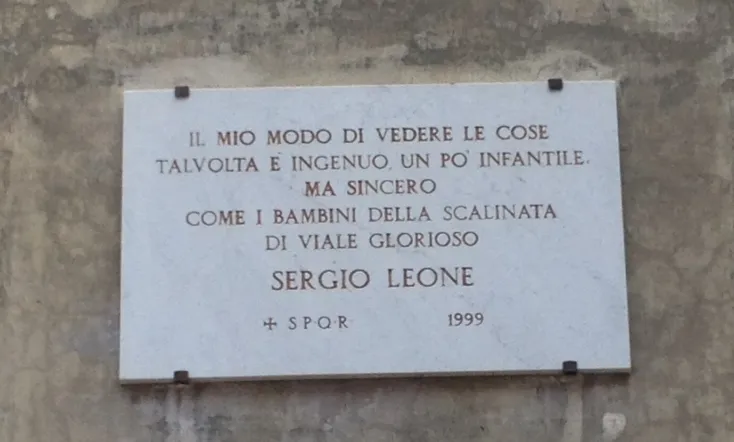 IL MIO MODO DI VEDERE LE COSE
TALVOLTA E' INGENUO, UN PO' INFANTILE,
MA SINCERO
COME I BAMBINI DELLA SCALINATA
DI VIALE GLORIOSO
SERGIO LEONE
✠ S·P·Q·R 1999